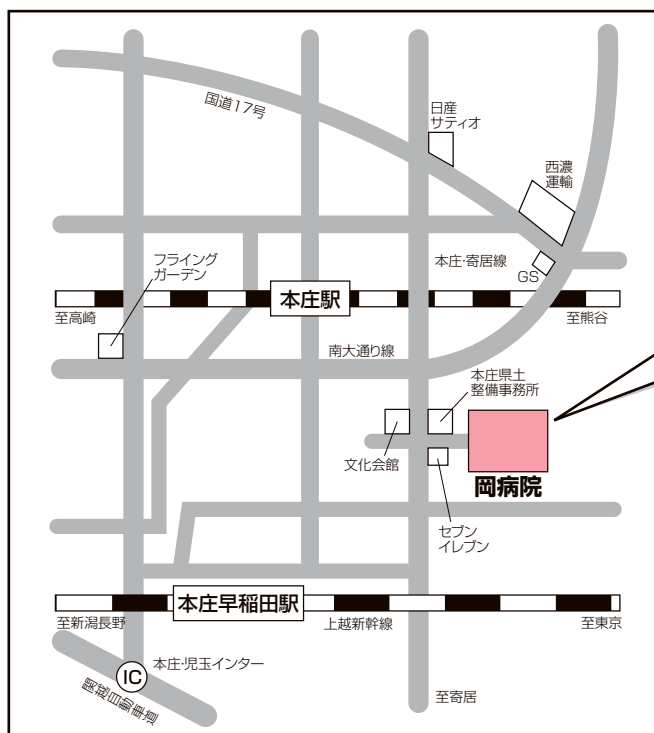 国道17号
日産
サティオ
西濃
運輸
フライング
ガーデン
本庄・寄居線
GS
本庄駅
至高崎
至熊谷
南大通り線
本庄県土
整備事務所
文化会館
岡病院
セブン
イレブン
本庄早稲田駅
至新潟長野
上越新幹線
至東京
本庄・児玉インター
IC
関越自動車道
至寄居